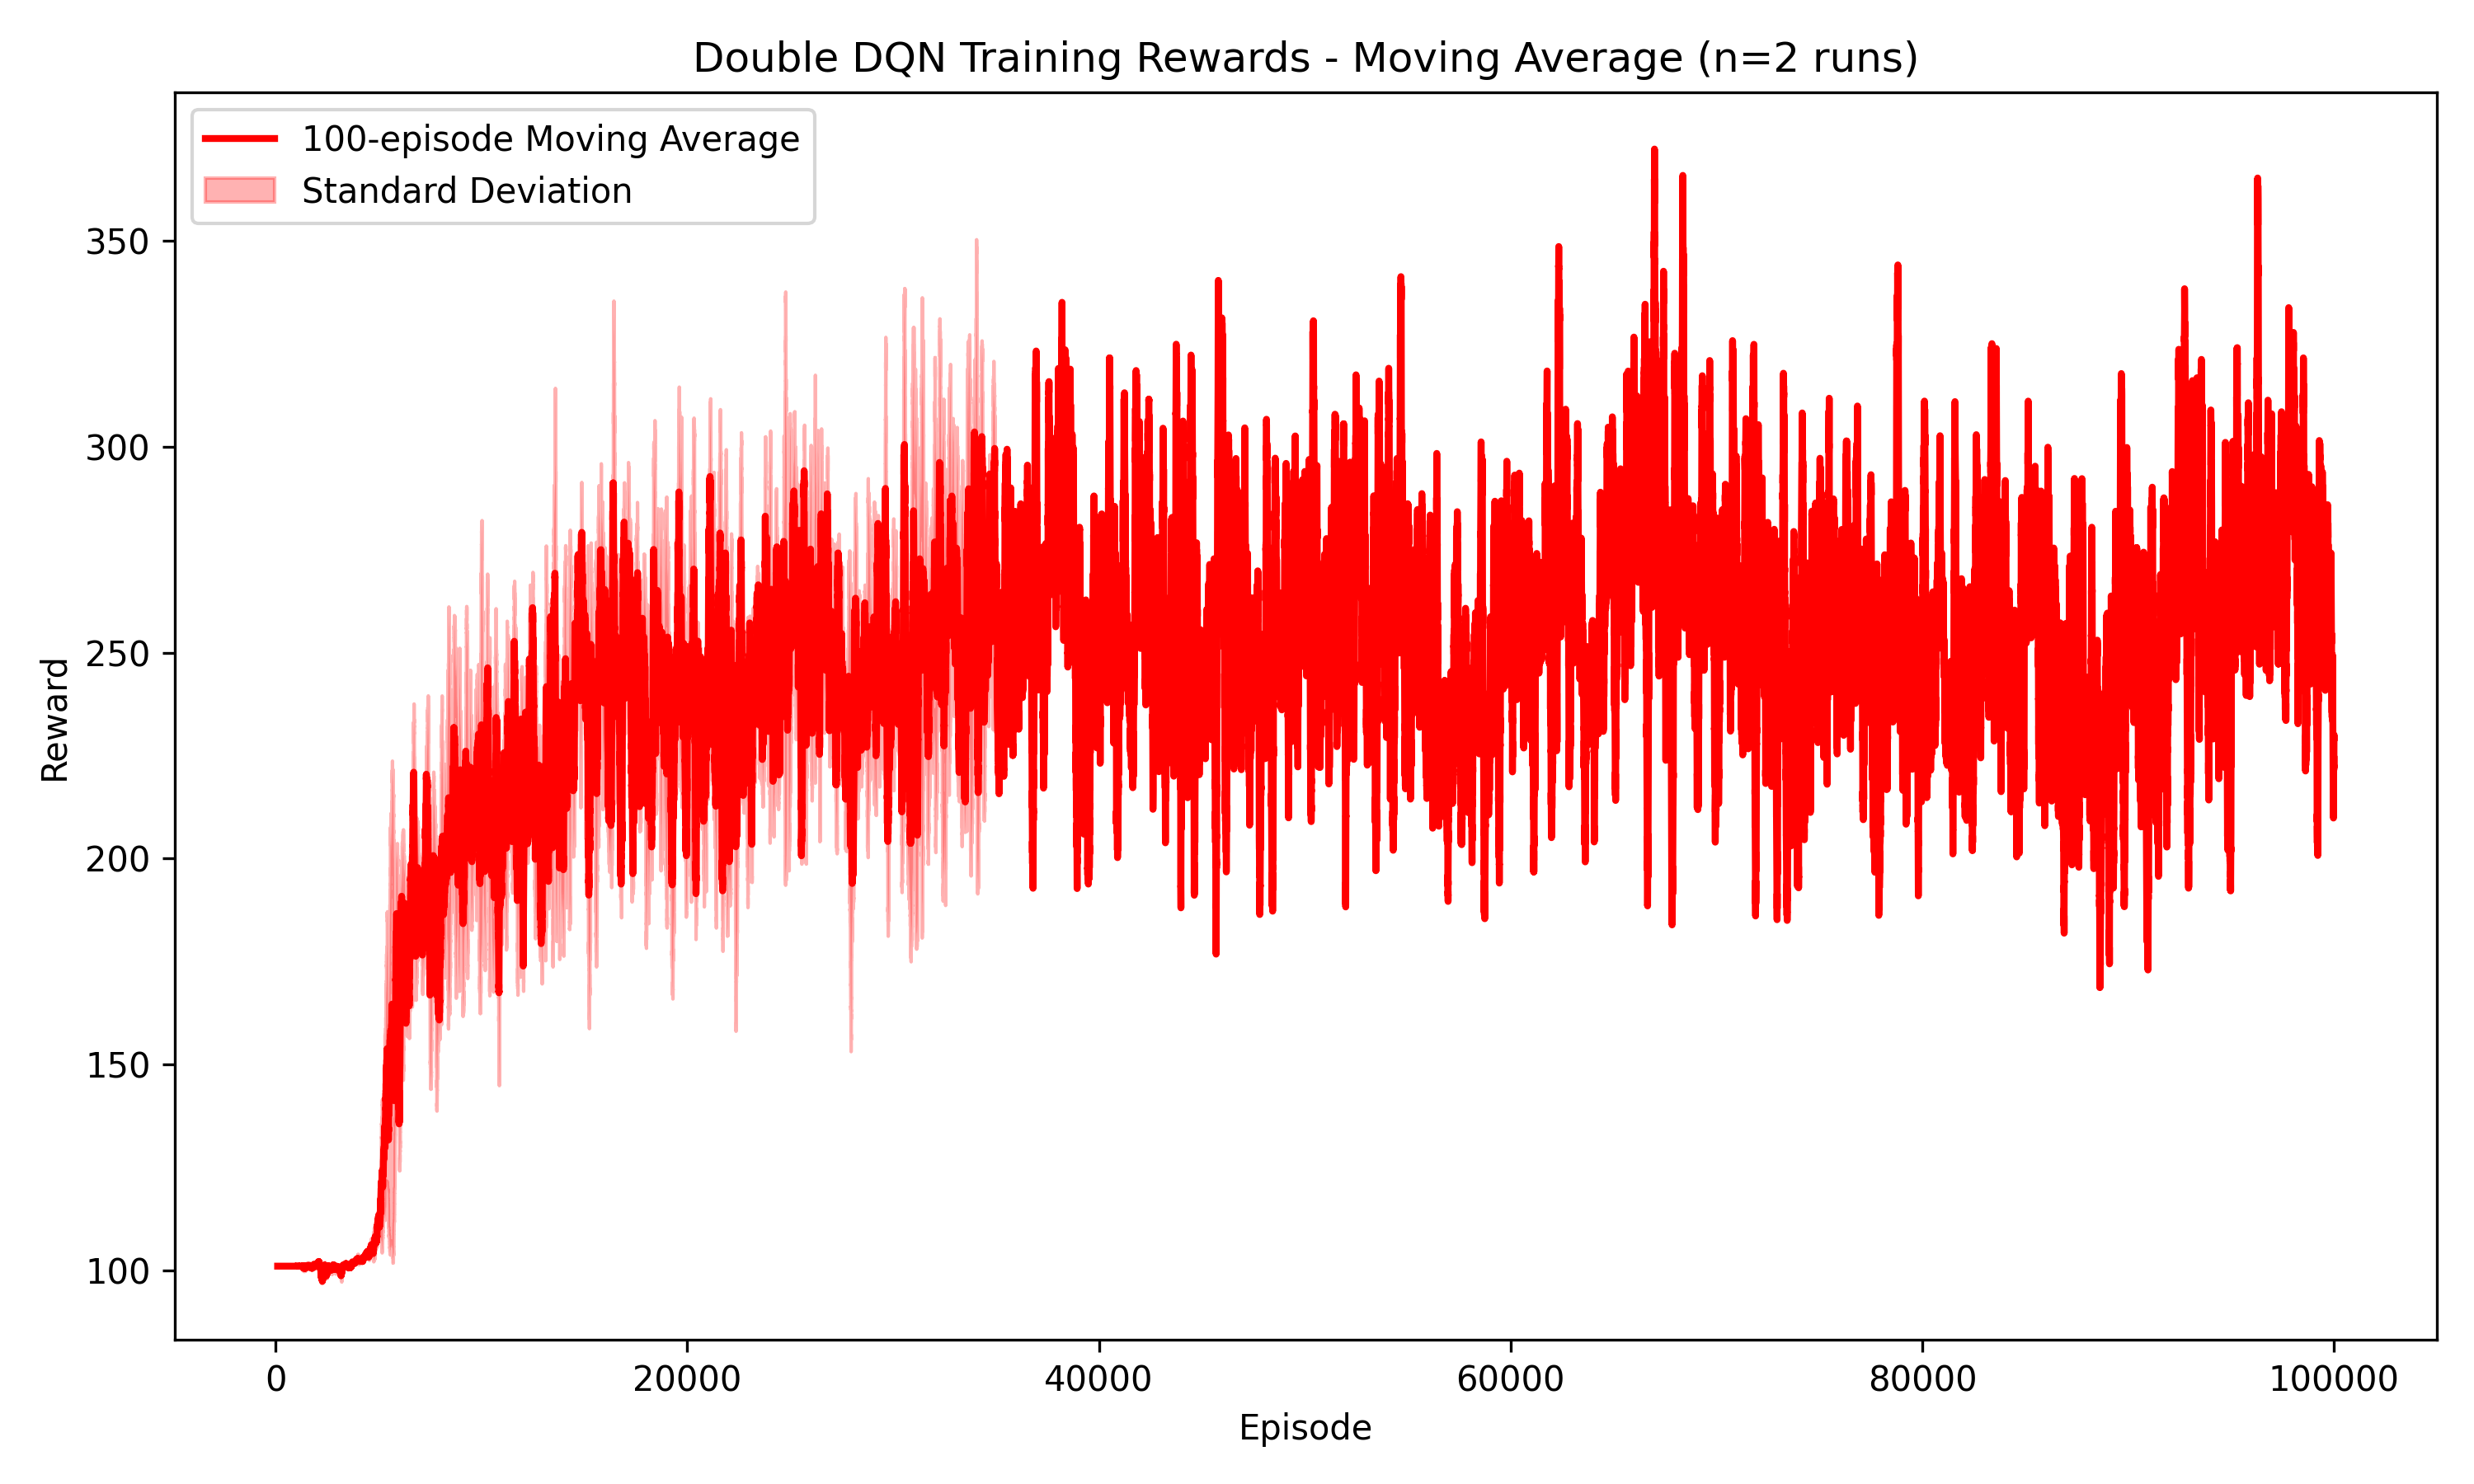 Double DQN Training Rewards - Moving Average (n=2 runs)
100-episode Moving Average
Standard Deviation
350
300
250
200
150
100
Reward
0
20000
40000
60000
80000
100000
Episode